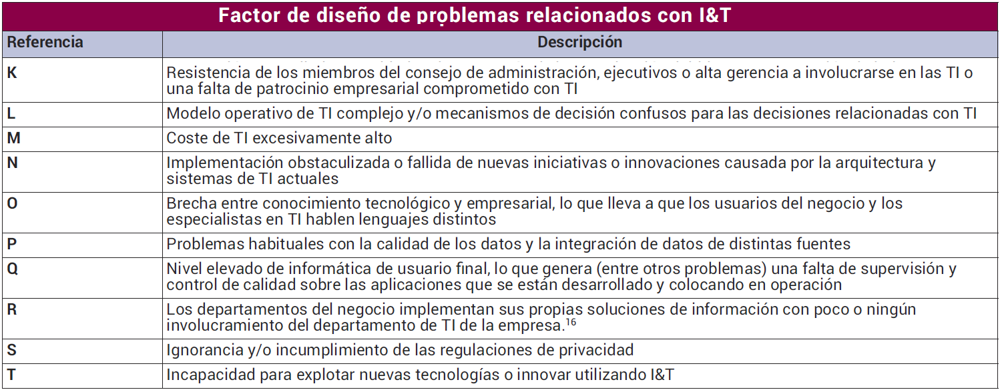 Factor de diseño de problemas relacionados con I&T
Referencia
Descripción
K
Resistencia de los miembros del consejo de administración, ejecutivos o alta gerencia a involucrarse en las TI o
una falta de patrocinio empresarial comprometido con TI
L
Modelo operativo de TI complejo y/o mecanismos de decisión confusos para las decisiones relacionadas con TI
M
Coste de TI excesivamente alto
N
Implementación obstaculizada o fallida de nuevas iniciativas o innovaciones causada por la arquitectura y
sistemas de TI actuales
O
Brecha entre conocimiento tecnológico y empresarial, lo que lleva a que los usuarios del negocio y los
especialistas en TI hablen lenguajes distintos
P
Problemas habituales con la calidad de los datos y la integración de datos de distintas fuentes
Q
Nivel elevado de informática de usuario final, lo que genera (entre otros problemas) una falta de supervisión y
control de calidad sobre las aplicaciones que se están desarrollado y colocando en operación
R
Los departamentos del negocio implementan sus propias soluciones de información con poco o ningún
involucramiento del departamento de TI de la empresa.16
S
Ignorancia y/o incumplimiento de las regulaciones de privacidad
T
Incapacidad para explotar nuevas tecnologías o innovar utilizando I&T